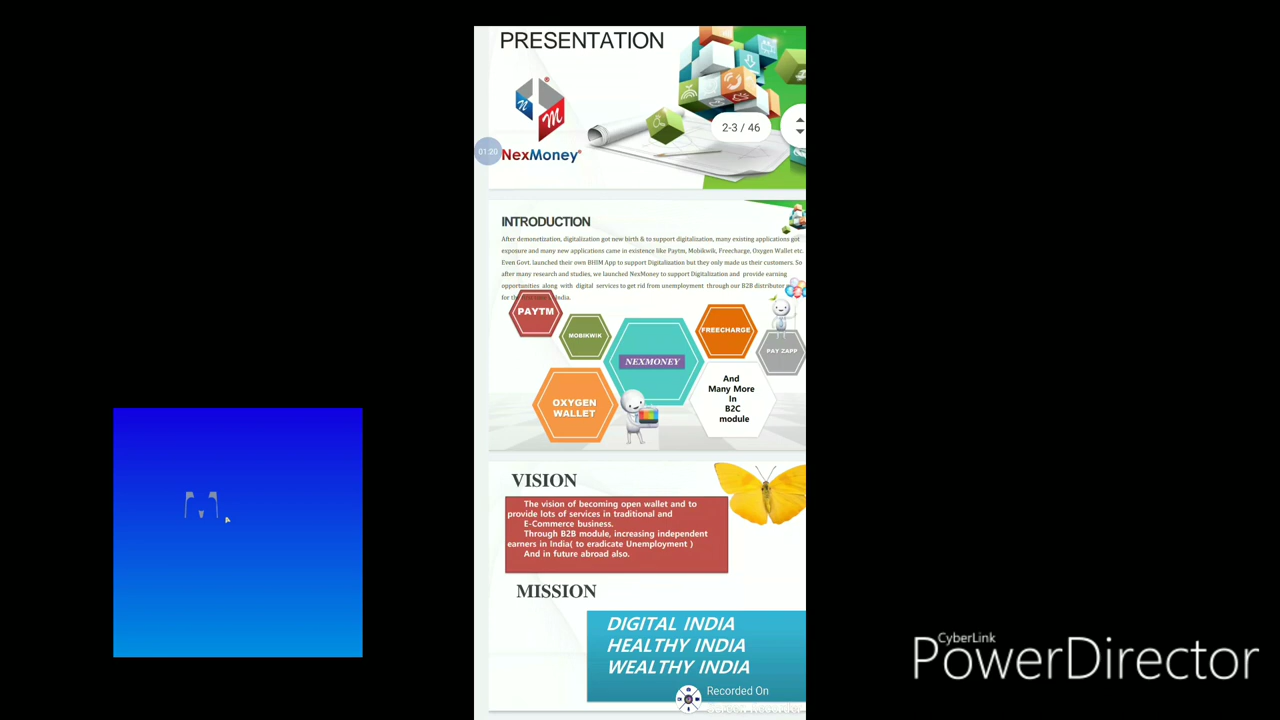 PRESENTATION
n
m
NexMoney
01:20
2-3 / 46
INTRODUCTION
After demonetization, digitalization got new birth & to support digitalization, many existing applications got
exposure and many new applications came in existence like Paytm, Mobikwik, Freecharge, Oxygen Wallet etc.
Even Govt. launched their own BHIM App to support Digitalization but they only made us their customers. So
after many research and studies, we launched NexMoney to support Digitalization and provide earning
opportunities along with digital services to get rid from unemployment through our B2B distributor
PAYTM
MOBIKWIK
NEXMONEY
FREECHARGE
PAY ZAPP
OXYGEN
WALLET
And
Many More
In
B2C
module
VISION
The vision of becoming open wallet and to
provide lots of services in traditional and
E-Commerce business.
Through B2B module, increasing independent
earners in India( to eradicate Unemployment )
And in future abroad also.
MISSION
DIGITAL INDIA
HEALTHY INDIA
WEALTHY INDIA
Recorded On
CyberLink
PowerDirector